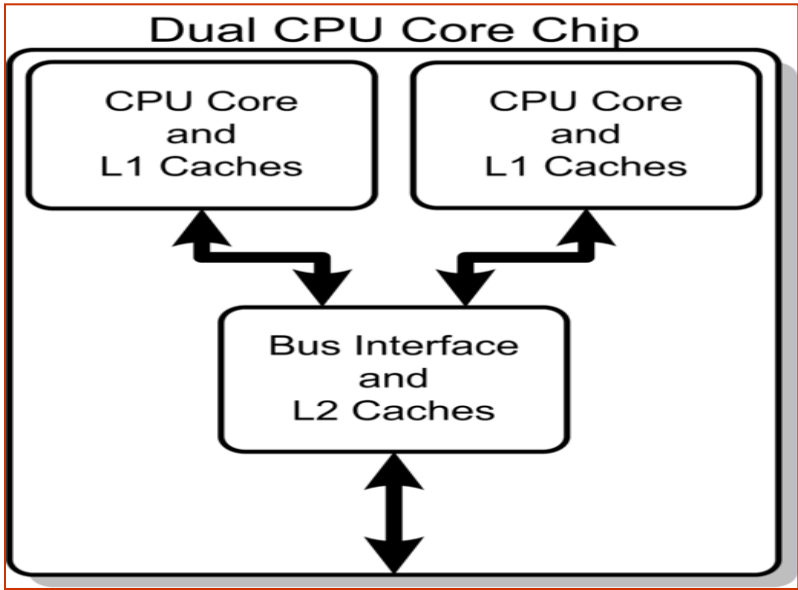 Dual CPU Core Chip
CPU Core
and
L1 Caches
CPU Core
and
L1 Caches
Bus Interface
and
L2 Caches